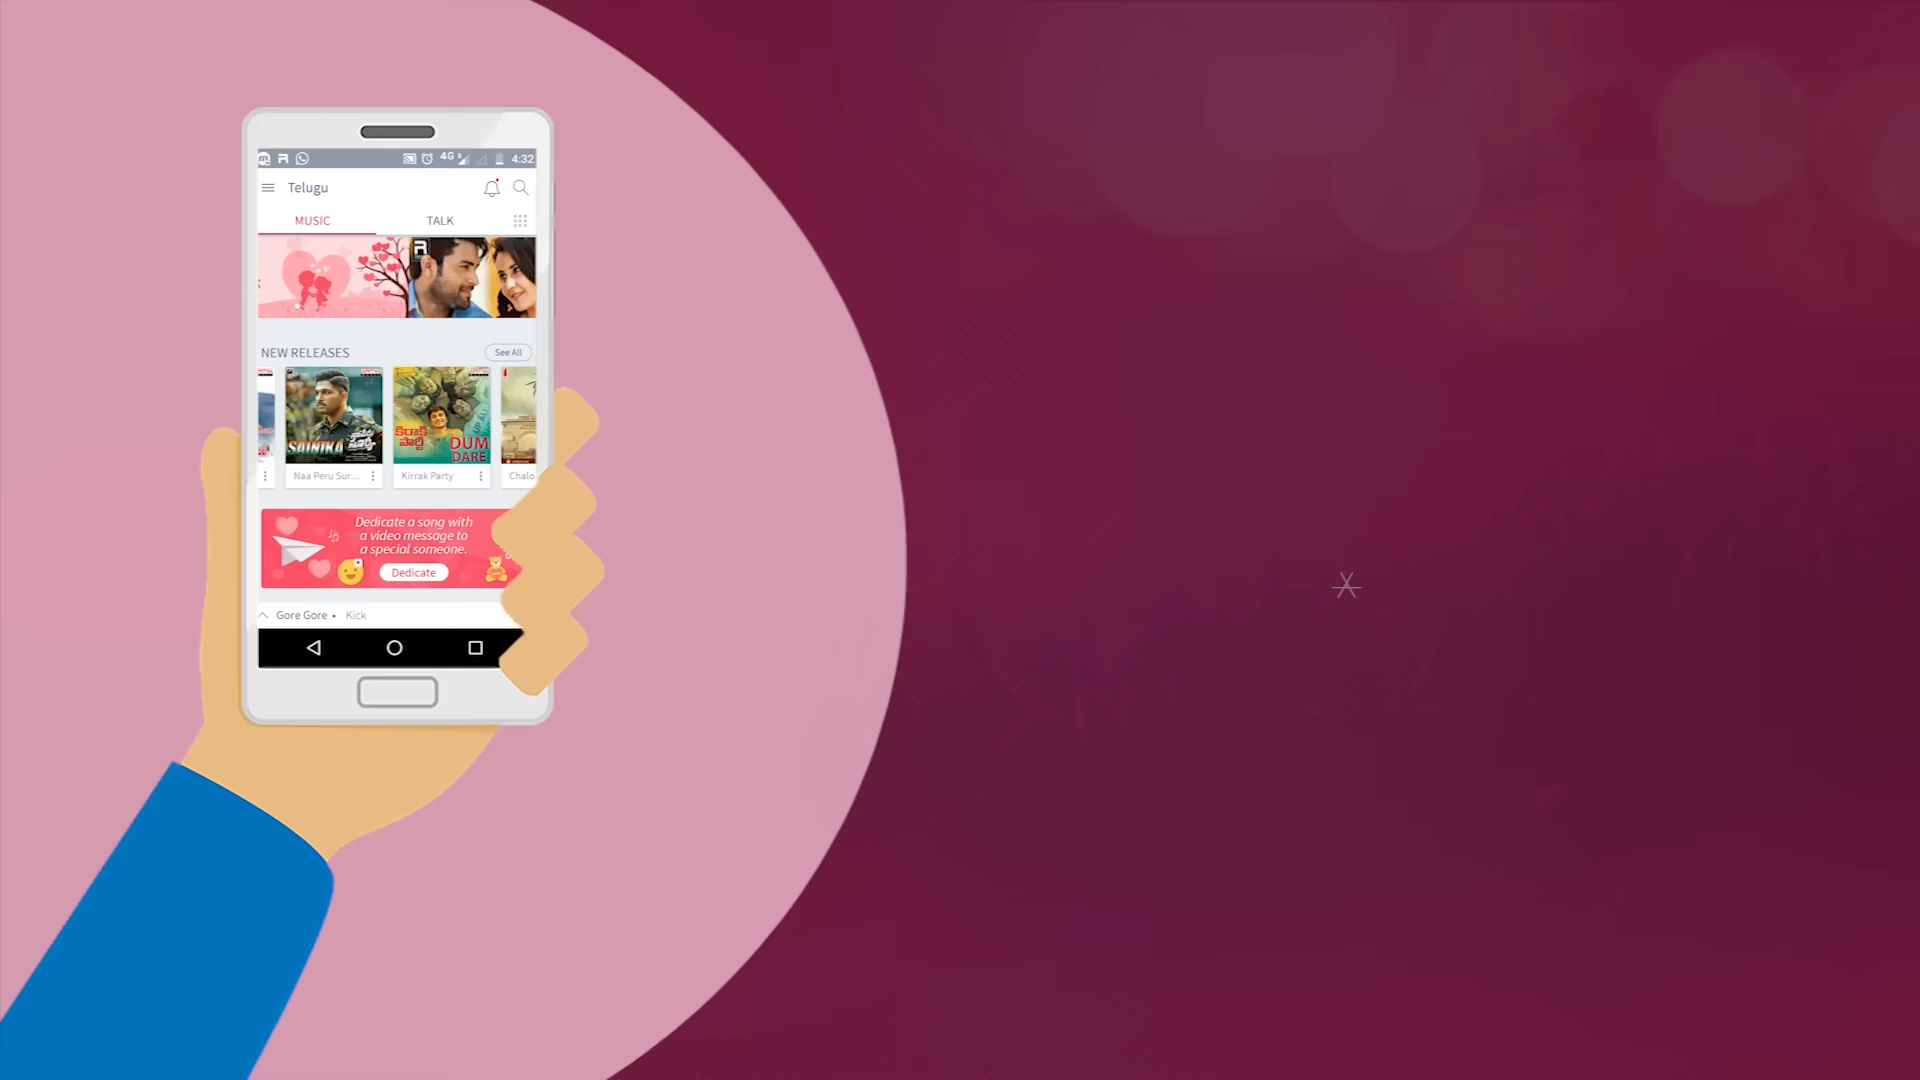 4G 4:32
Telugu
MUSIC TALK
NEW RELEASES See All
SAINIKA
కిరాక్
పార్టీ
DUM
DARE
Naa Peru Sur... Kirrak Party Chalo
Dedicate a song with
a video message to
a special someone.
Dedicate
Gore Gore • Kick